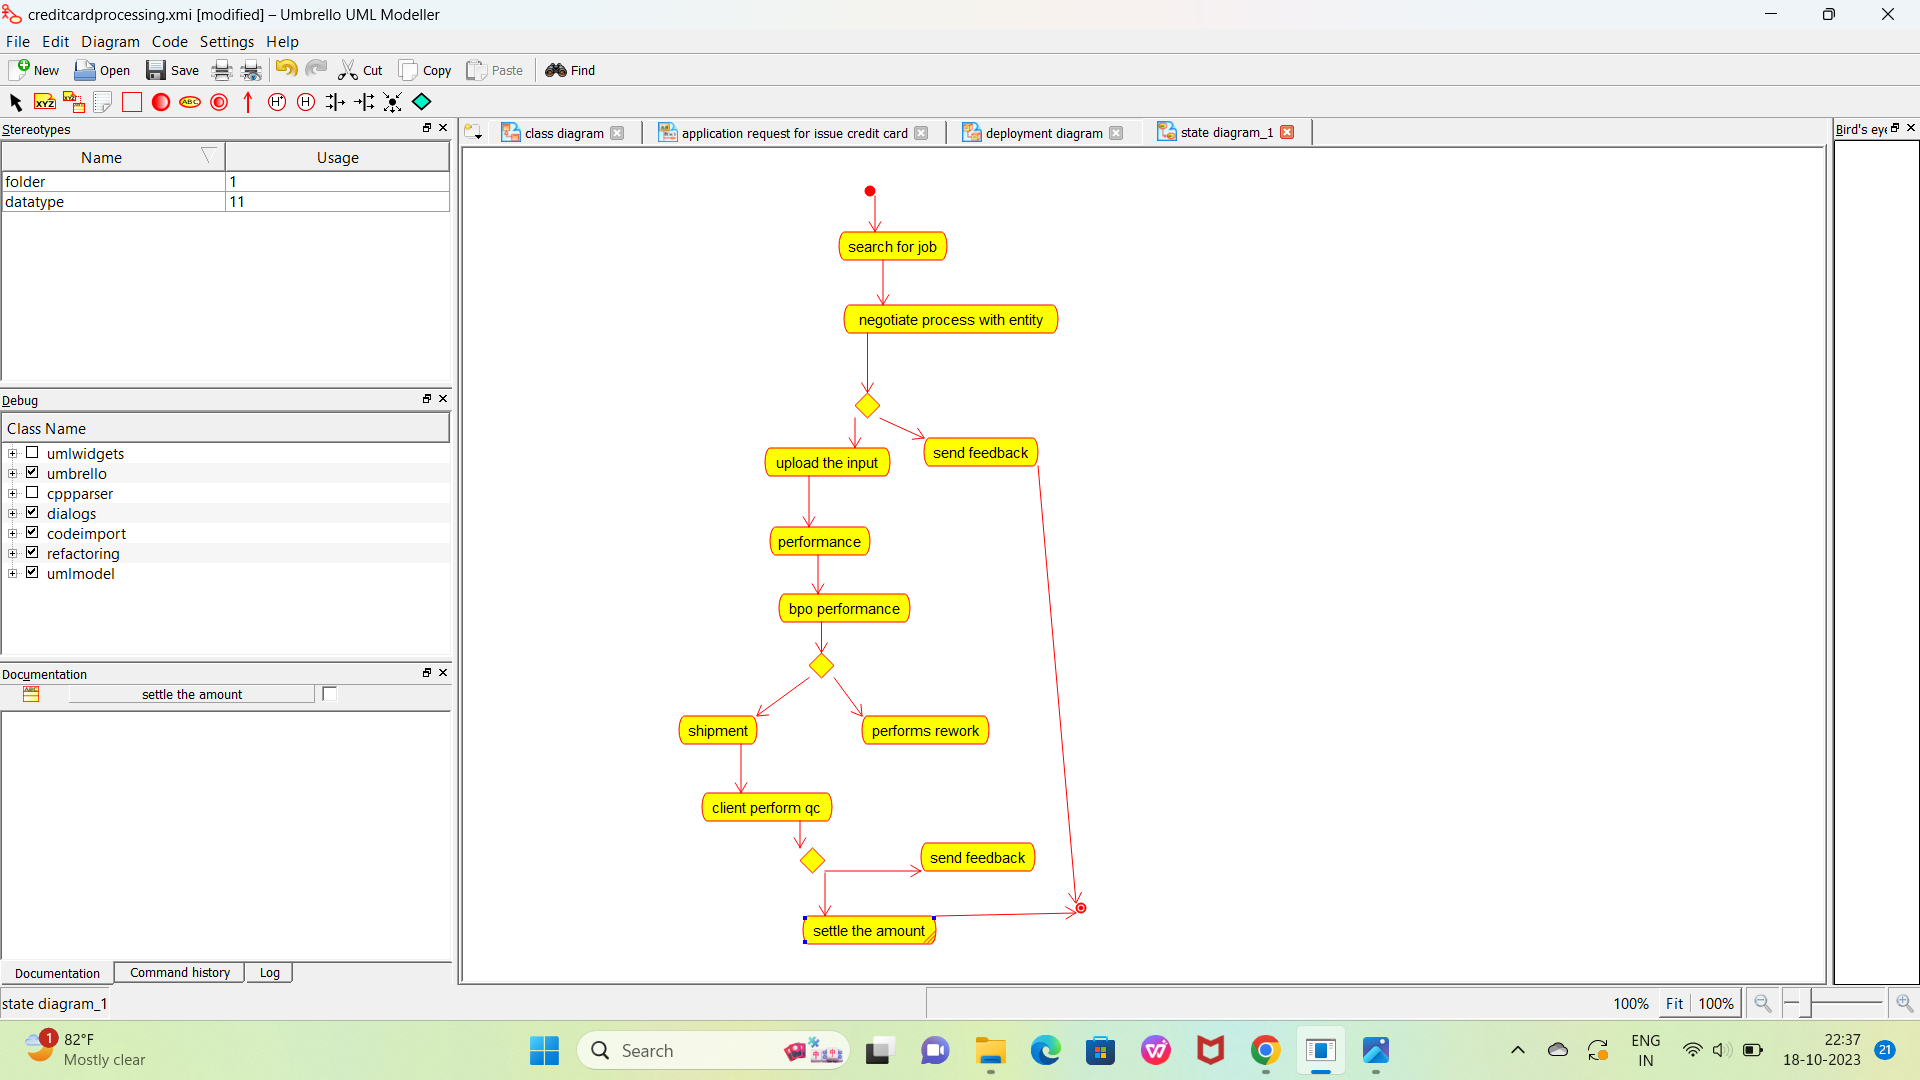 creditcardprocessing.xmi [modified] – Umbrello UML Modeller
File Edit Diagram Code Settings Help
New Open Save Cut Copy Paste Find
XYZ XYZ ABC H* H
Stereotypes
Name Usage
folder 1
datatype 11
Debug
Class Name
umlwidgets
umbrello
cppparser
dialogs
codeimport
refactoring
umlmodel
Documentation
ABC settle the amount
Documentation Command history Log
class diagram application request for issue credit card deployment diagram state diagram_1
Bird's eye
search for job
negotiate process with entity
send feedback
upload the input
performance
bpo performance
shipment
performs rework
client perform qc
send feedback
settle the amount
state diagram_1
100% Fit 100%
1
82°F
Mostly clear
Search
ENG
IN
22:37
18-10-2023
21